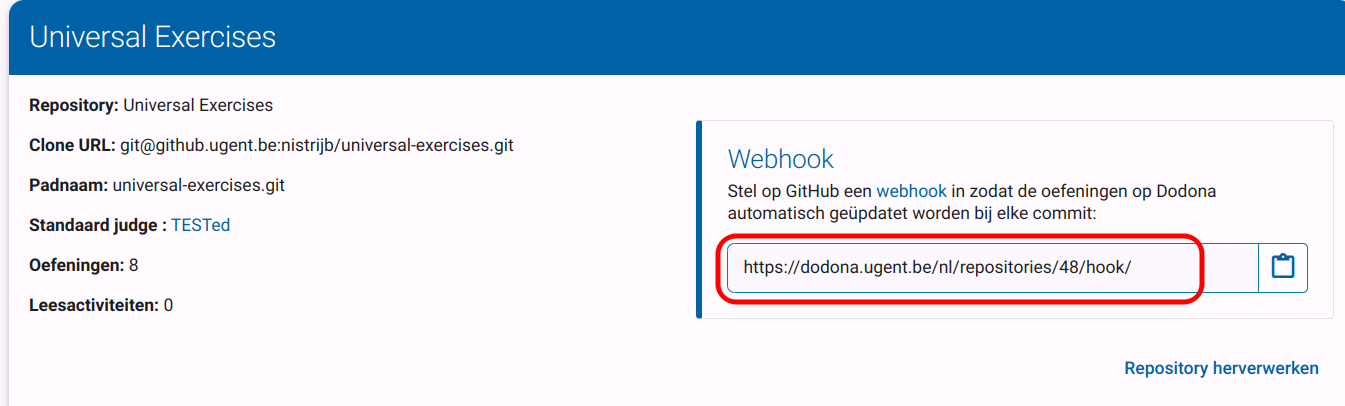 Universal Exercises
Repository: Universal Exercises
Clone URL: git@github.ugent.be:nistrijb/universal-exercises.git
Padnaam: universal-exercises.git
Standaard judge : TESTed
Oefeningen: 8
Leesactiviteiten: 0
Webhook
Stel op GitHub een webhook in zodat de oefeningen op Dodona
automatisch geüpdatet worden bij elke commit:
https://dodona.ugent.be/nl/repositories/48/hook/
Repository herverwerken